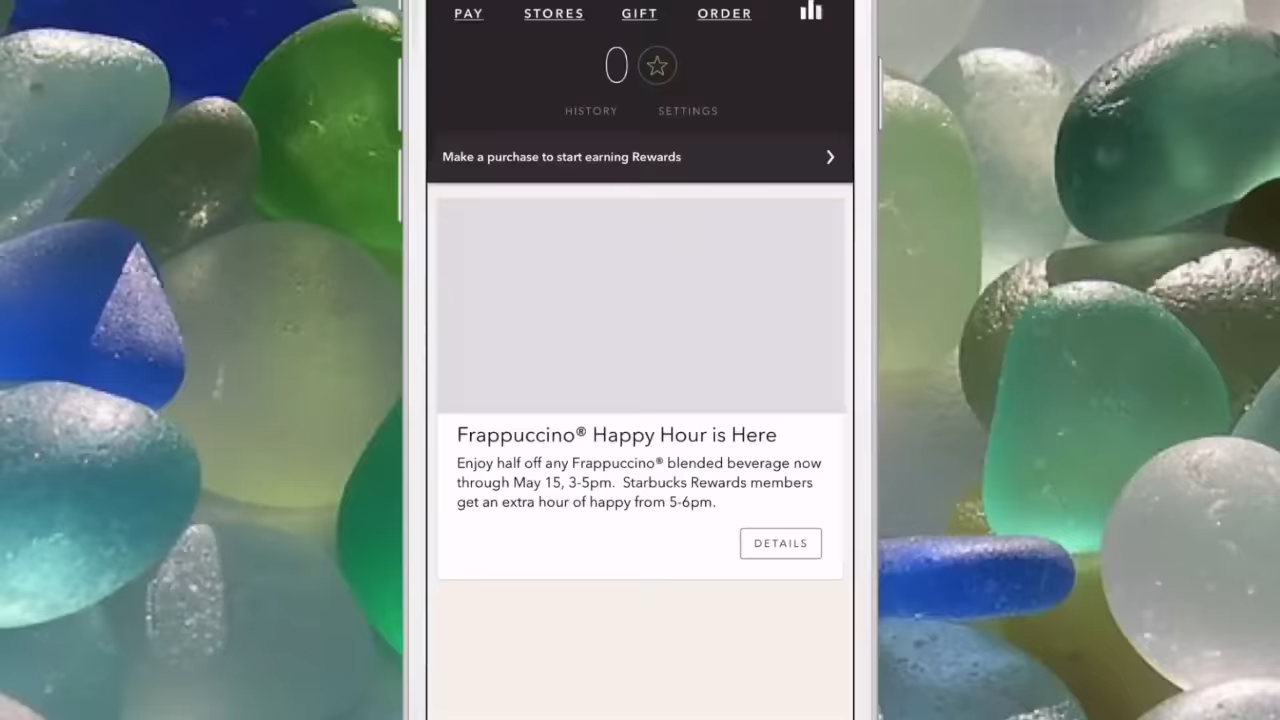 PAY STORES GIFT ORDER
0
HISTORY SETTINGS
Make a purchase to start earning Rewards
Frappuccino® Happy Hour is Here
Enjoy half off any Frappuccino® blended beverage now
through May 15, 3-5pm. Starbucks Rewards members
get an extra hour of happy from 5-6pm.
DETAILS